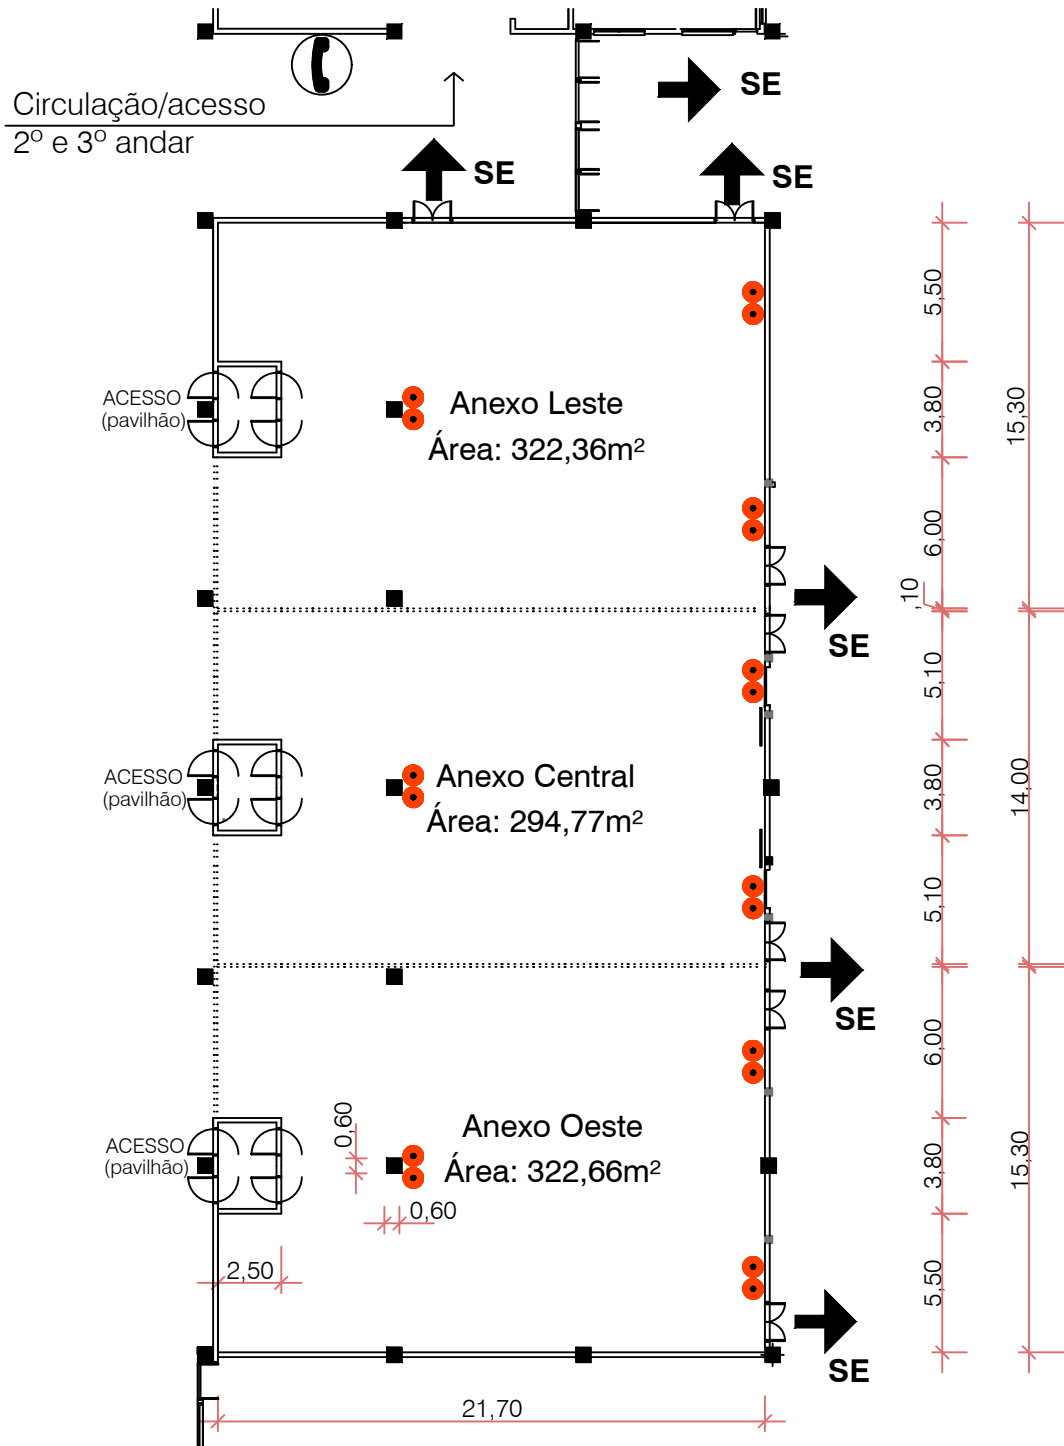 Circulação/acesso
2º e 3º andar
SE
SE
SE
ACESSO
(pavilhão)
Anexo Leste
Área: 322,36m²
SE
ACESSO
(pavilhão)
Anexo Central
Área: 294,77m²
SE
ACESSO
(pavilhão)
Anexo Oeste
Área: 322,66m²
0,60
0,60
2,50
SE
21,70
5,50
3,80
6,00
,10
5,10
3,80
5,10
6,00
3,80
5,50
15,30
14,00
15,30